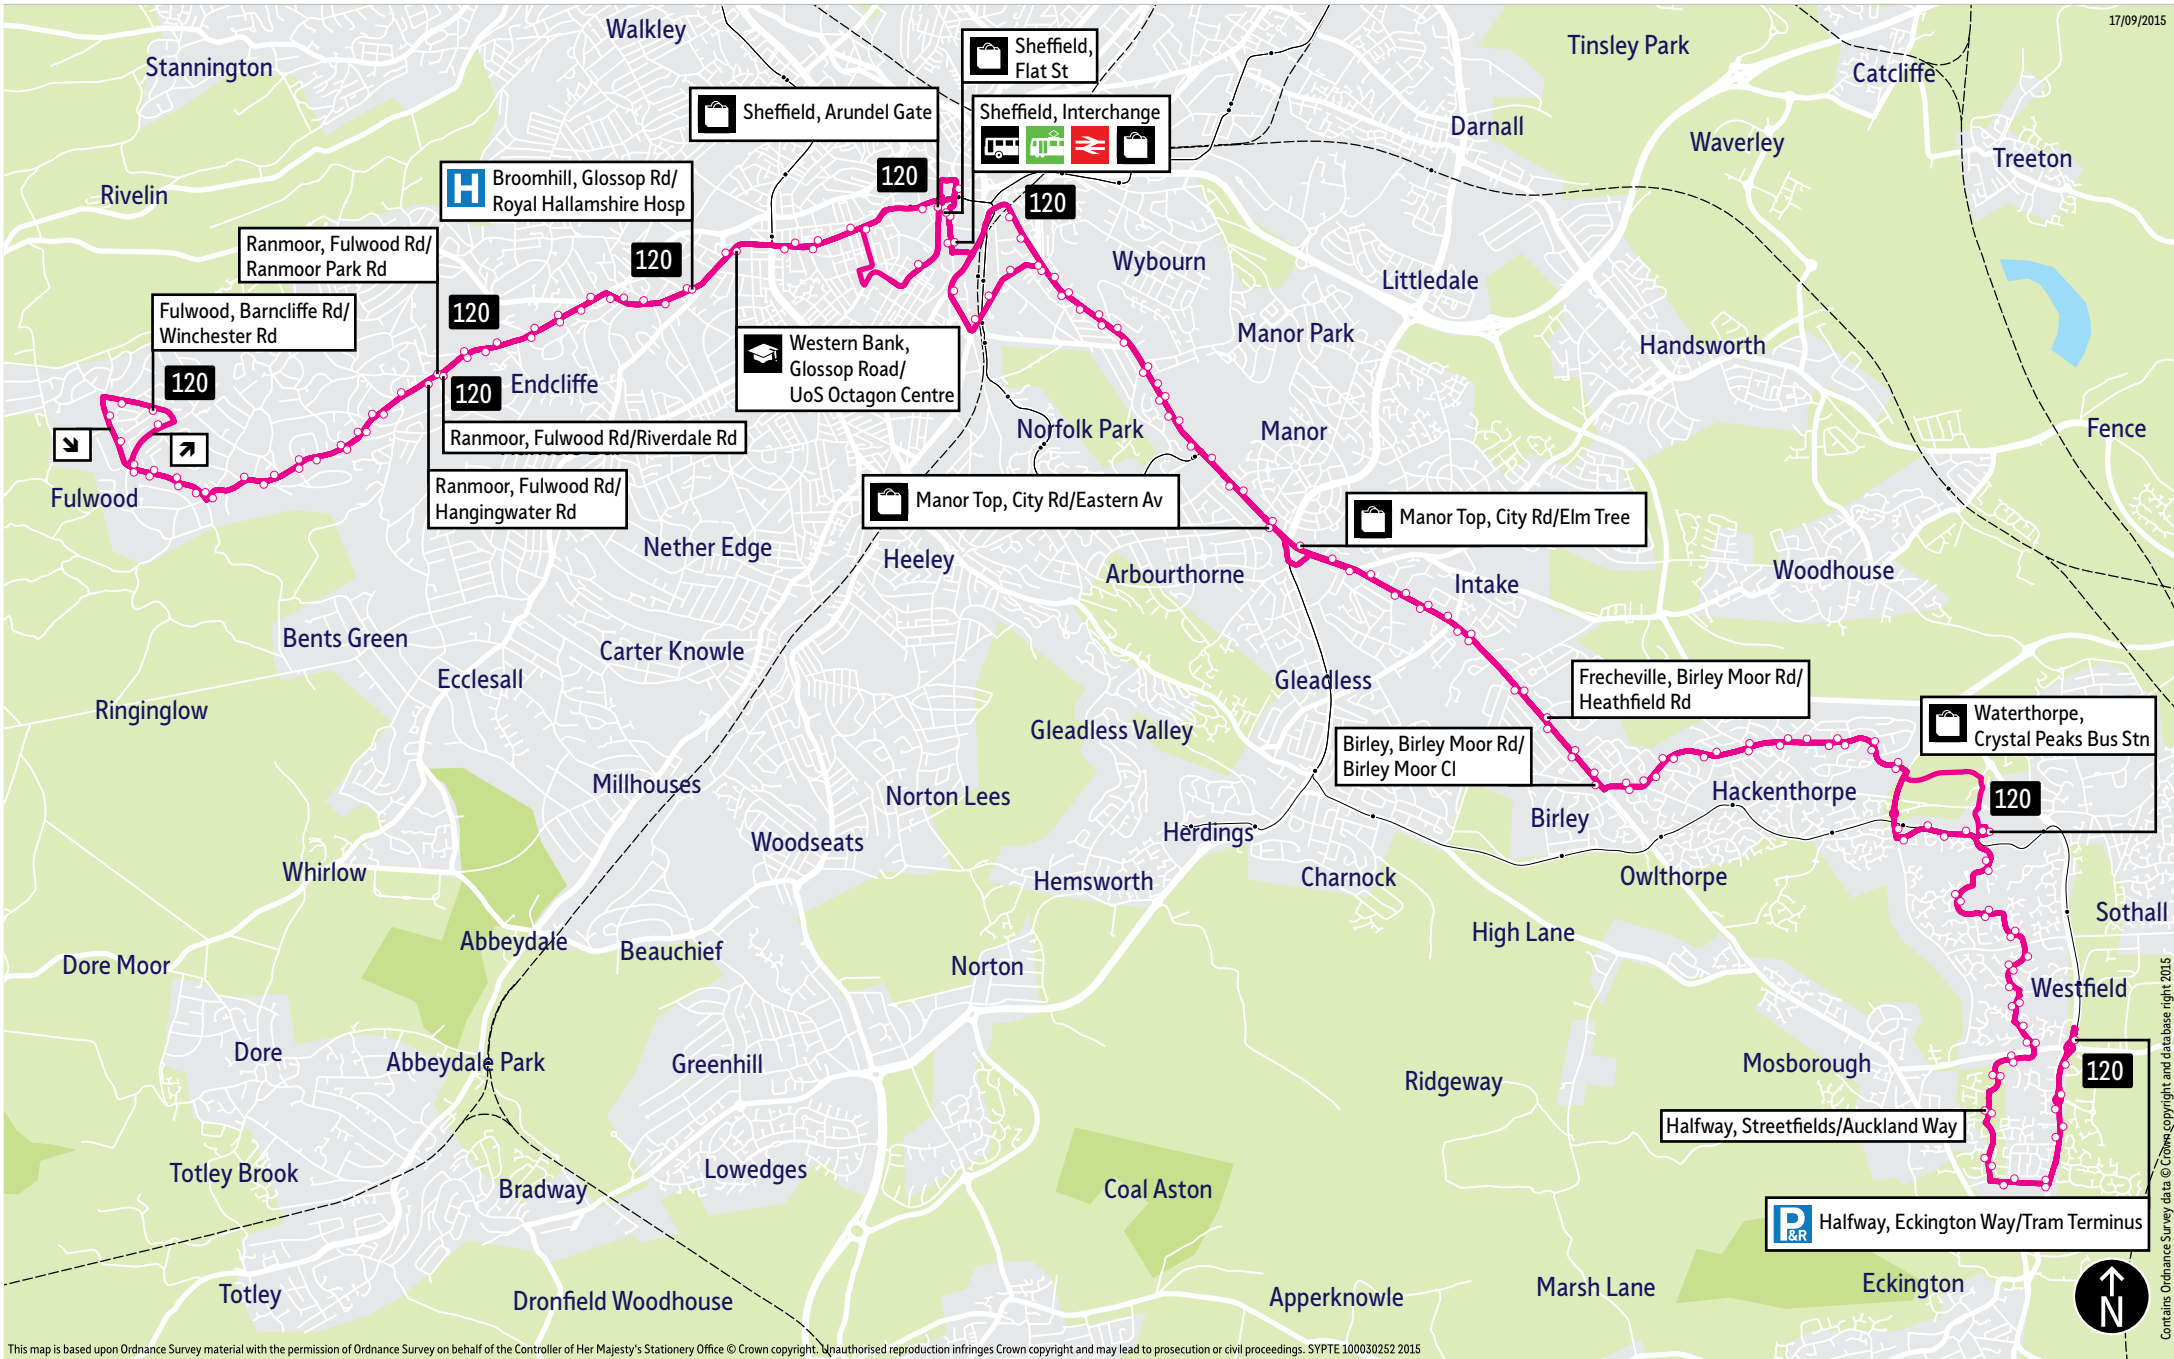 17/09/2015
Walkley
Stannington
Tinsley Park
Catcliffe
Sheffield,
Flat St
Sheffield, Arundel Gate
Sheffield, Interchange
Darnall
Waverley
Treeton
Rivelin
H
Broomhill, Glossop Rd/
Royal Hallamshire Hosp
120
120
Ranmoor, Fulwood Rd/
Ranmoor Park Rd
120
Wybourn
Littledale
Fulwood, Barncliffe Rd/
Winchester Rd
120
Manor Park
Handsworth
Western Bank,
Glossop Road/
UoS Octagon Centre
120
Endcliffe
120
Ranmoor, Fulwood Rd/Riverdale Rd
Norfolk Park
Manor
Fence
Fulwood
Ranmoor, Fulwood Rd/
Hangingwater Rd
Manor Top, City Rd/Eastern Av
Manor Top, City Rd/Elm Tree
Nether Edge
Heeley
Arbourthorne
Intake
Woodhouse
Bents Green
Carter Knowle
Ecclesall
Gleadless
Frecheville, Birley Moor Rd/
Heathfield Rd
Ringinglow
Gleadless Valley
Birley, Birley Moor Rd/
Birley Moor Cl
Waterthorpe,
Crystal Peaks Bus Stn
Millhouses
Norton Lees
Hackenthorpe
120
Birley
Herdings
Woodseats
Whirlow
Hemsworth
Charnock
Owlthorpe
Sothall
High Lane
Abbeydale
Beauchief
Dore Moor
Norton
Westfield
Dore
Abbeydale Park
Greenhill
Mosborough
120
Ridgeway
Halfway, Streetfields/Auckland Way
Totley Brook
Lowedges
Bradway
Coal Aston
P&R
Halfway, Eckington Way/Tram Terminus
Totley
Dronfield Woodhouse
Apperknowle
Marsh Lane
Eckington
N
Contains Ordnance Survey data © Crown copyright and database right 2015
This map is based upon Ordnance Survey material with the permission of Ordnance Survey on behalf of the Controller of Her Majesty's Stationery Office © Crown copyright. Unauthorised reproduction infringes Crown copyright and may lead to prosecution or civil proceedings. SYPTE 100030252 2015